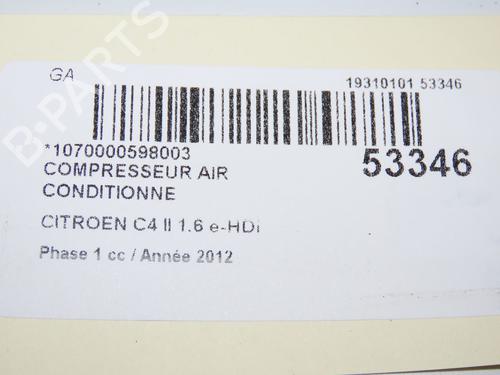 B-PARTS
GA
19310101 53346
*1070000598003
53346
COMPRESSEUR AIR
CONDITIONNE
CITROEN C4 II 1.6 e-HDi
Phase 1 cc / Année 2012